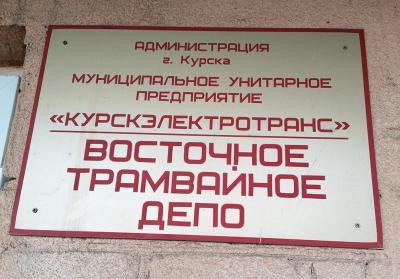 АДМИНИСТРАЦИЯ
г. Курска
МУНИЦИПАЛЬНОЕ УНИТАРНОЕ
ПРЕДПРИЯТИЕ
«КУРСКЭЛЕКТРОТРАНС»
ВОСТОЧНОЕ
ТРАМВАЙНОЕ
ДЕПО